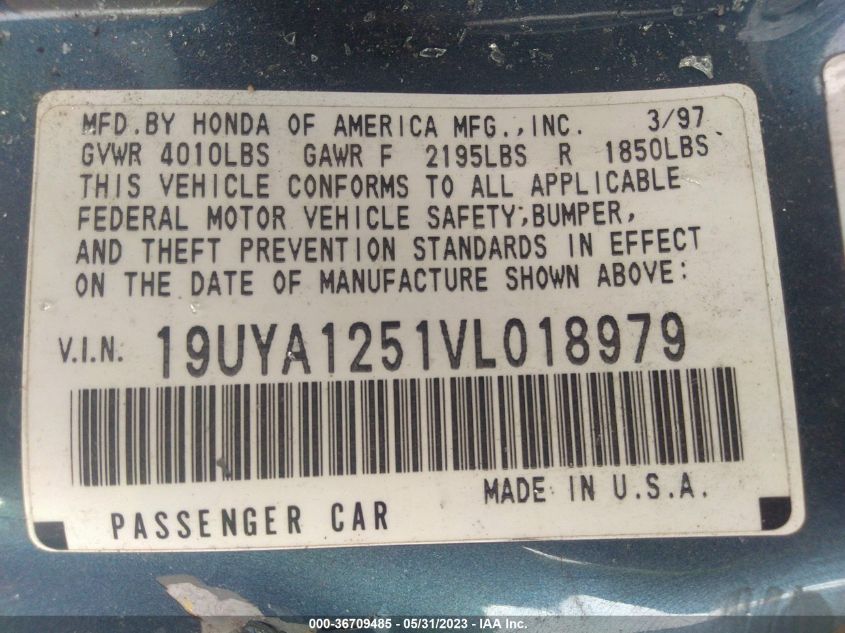 MFD.BY HONDA OF AMERICA MFG.,INC. 3/97
GVWR 4010LBS GAWR F 2195LBS R 1850LBS
THIS VEHICLE CONFORMS TO ALL APPLICABLE
FEDERAL MOTOR VEHICLE SAFETY,BUMPER,
AND THEFT PREVENTION STANDARDS IN EFFECT
ON THE DATE OF MANUFACTURE SHOWN ABOVE:
V.I.N: 19UYA1251VL018979
MADE IN U.S.A.
PASSENGER CAR
000-36709485 - 05/31/2023 - IAA Inc.